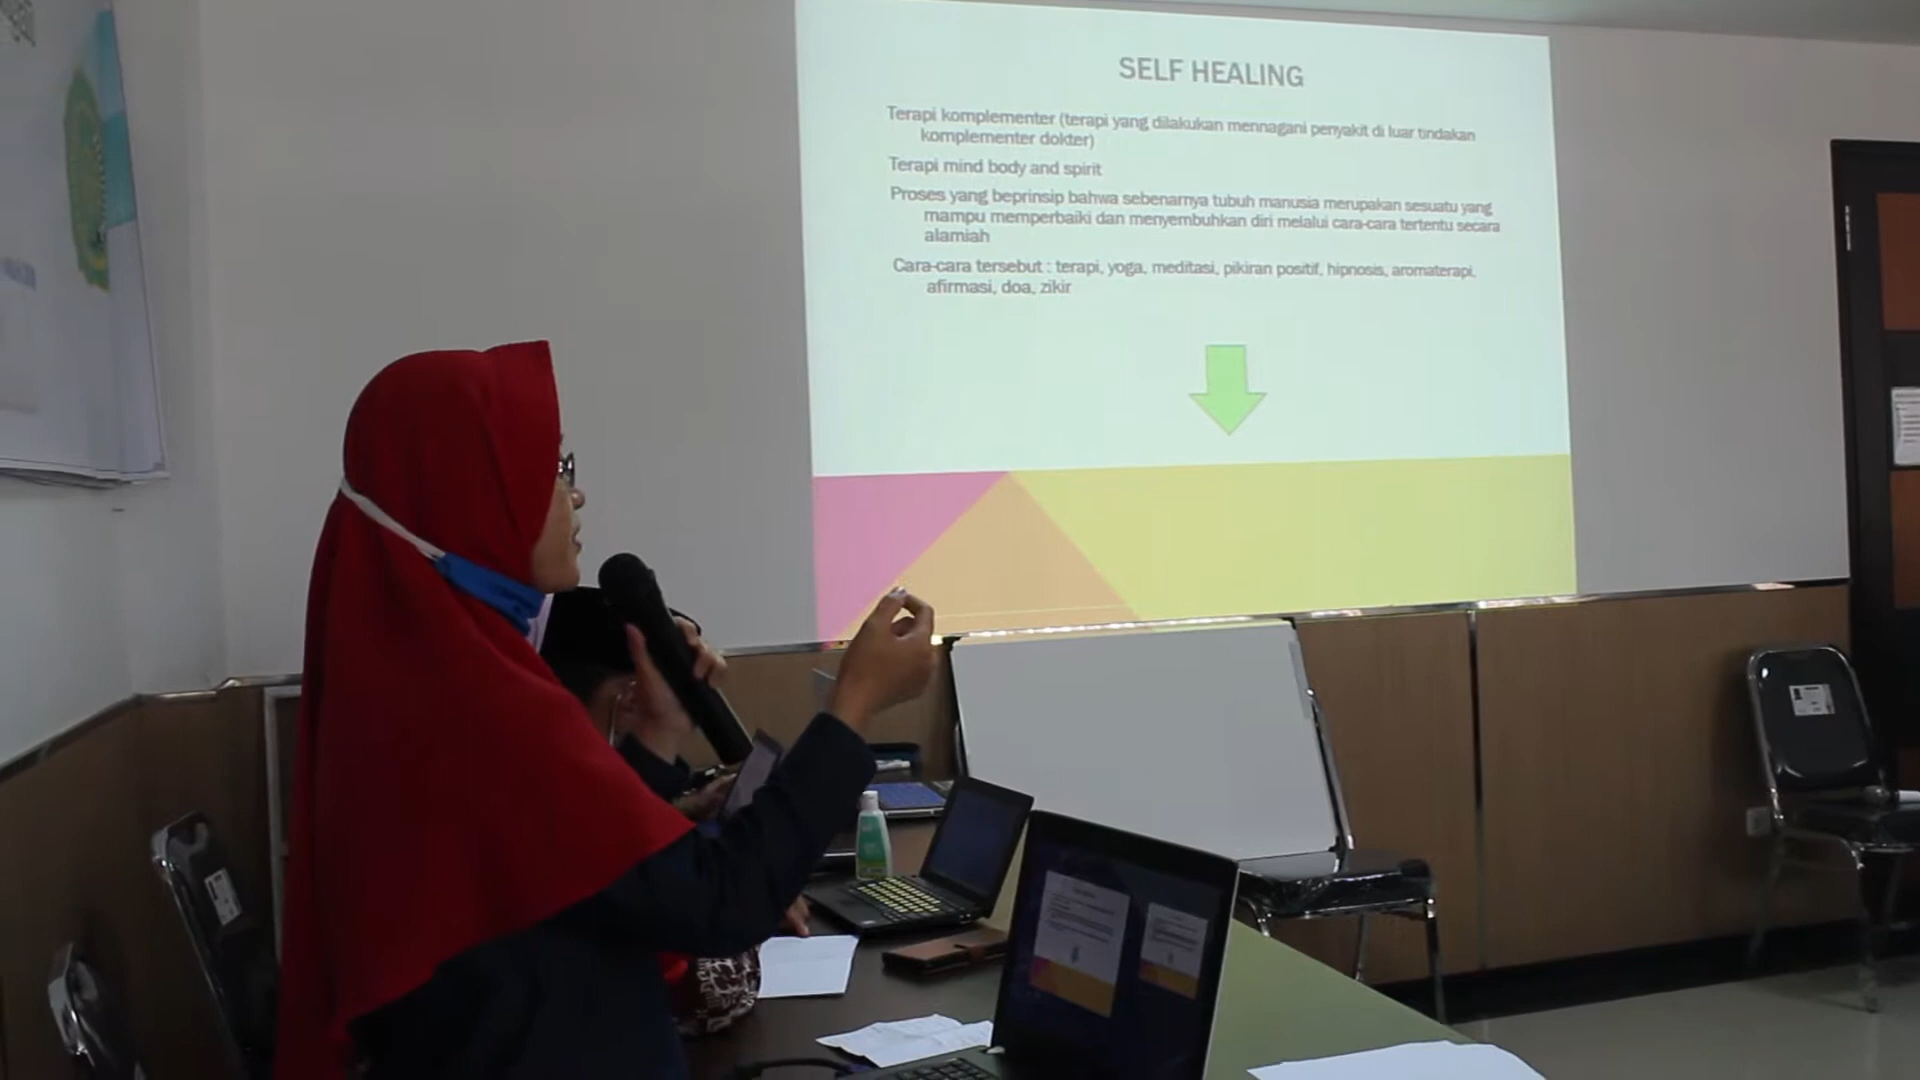 SELF HEALING
Terapi komplementer (terapi yang dilakukan mennagani penyakit di luar tindakan
komplementer dokter)
Terapi mind body and spirit
Proses yang beprinsip bahwa sebenarnya tubuh manusia merupakan sesuatu yang
mampu memperbaiki dan menyembuhkan diri melalui cara-cara tertentu secara
alamiah
Cara-cara tersebut : terapi, yoga, meditasi, pikiran positif, hipnosis, aromaterapi,
afirmasi, doa, zikir